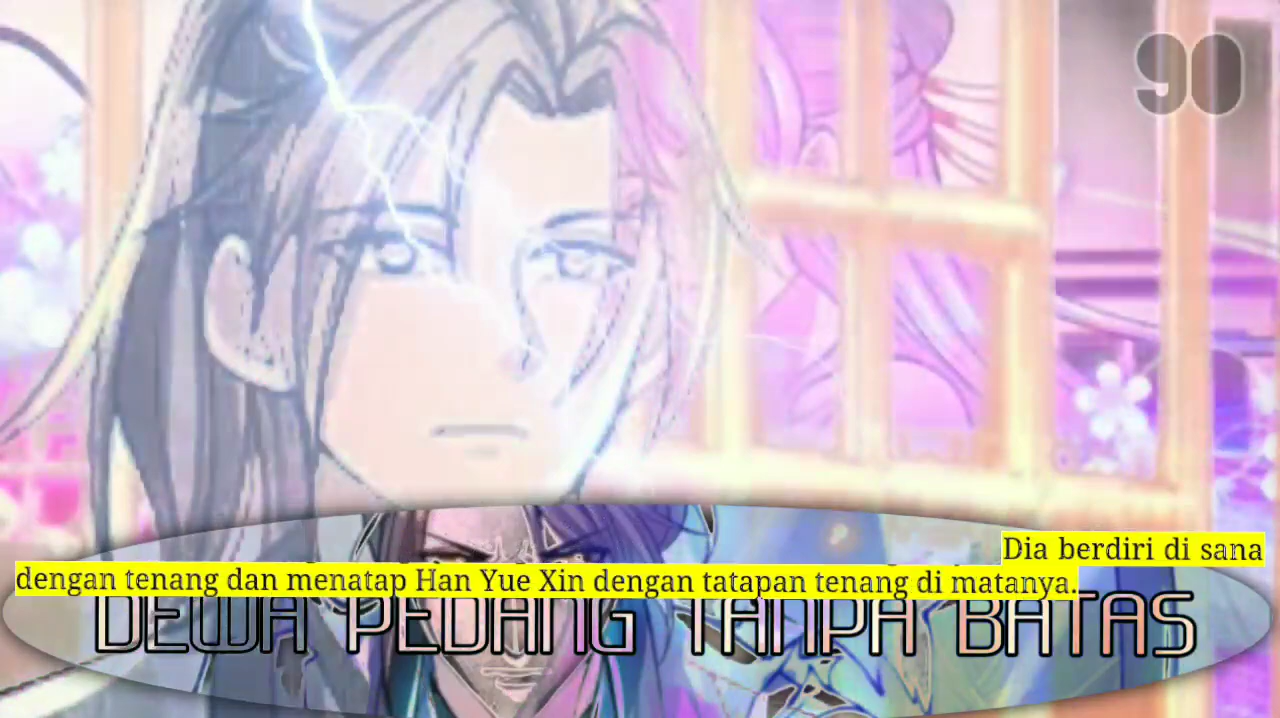 90
Dia berdiri di sana
dengan tenang dan menatap Han Yue Xin dengan tatapan tenang di matanya.
DEWA PEDANG TANPA BATAS